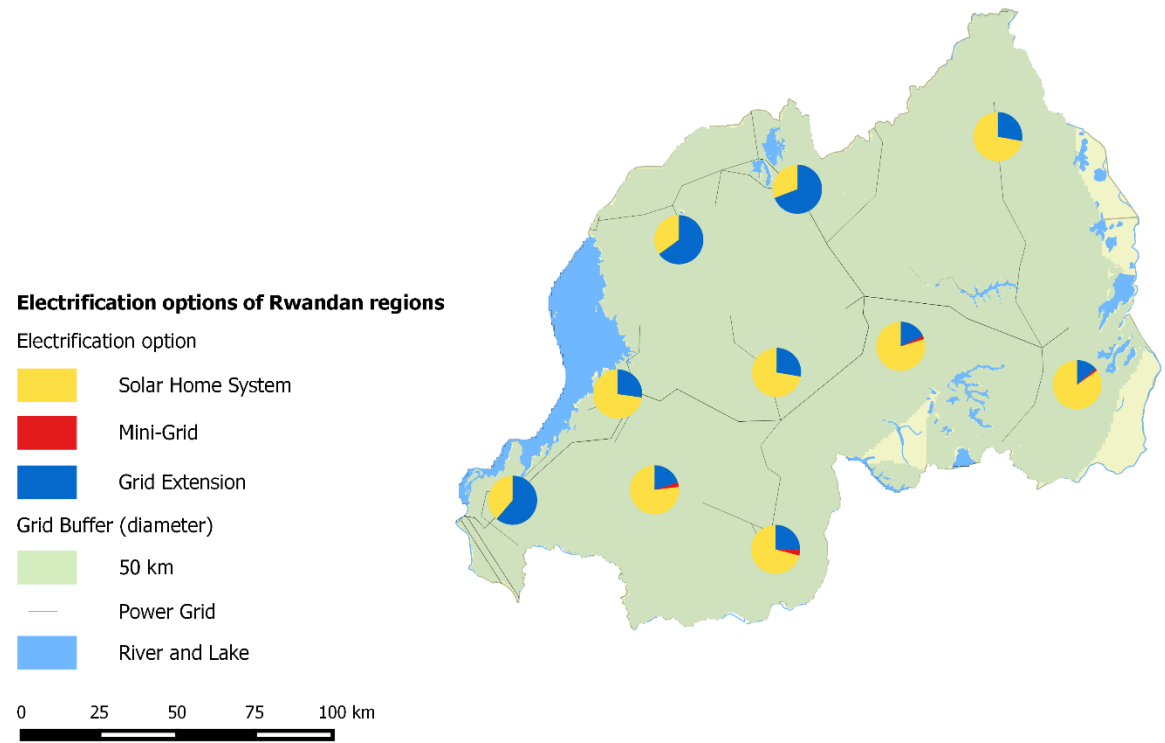 Electrification options of Rwandan regions
Electrification option
Solar Home System
Mini-Grid
Grid Extension
Grid Buffer (diameter)
50 km
Power Grid
River and Lake
0 25 50 75 100 km